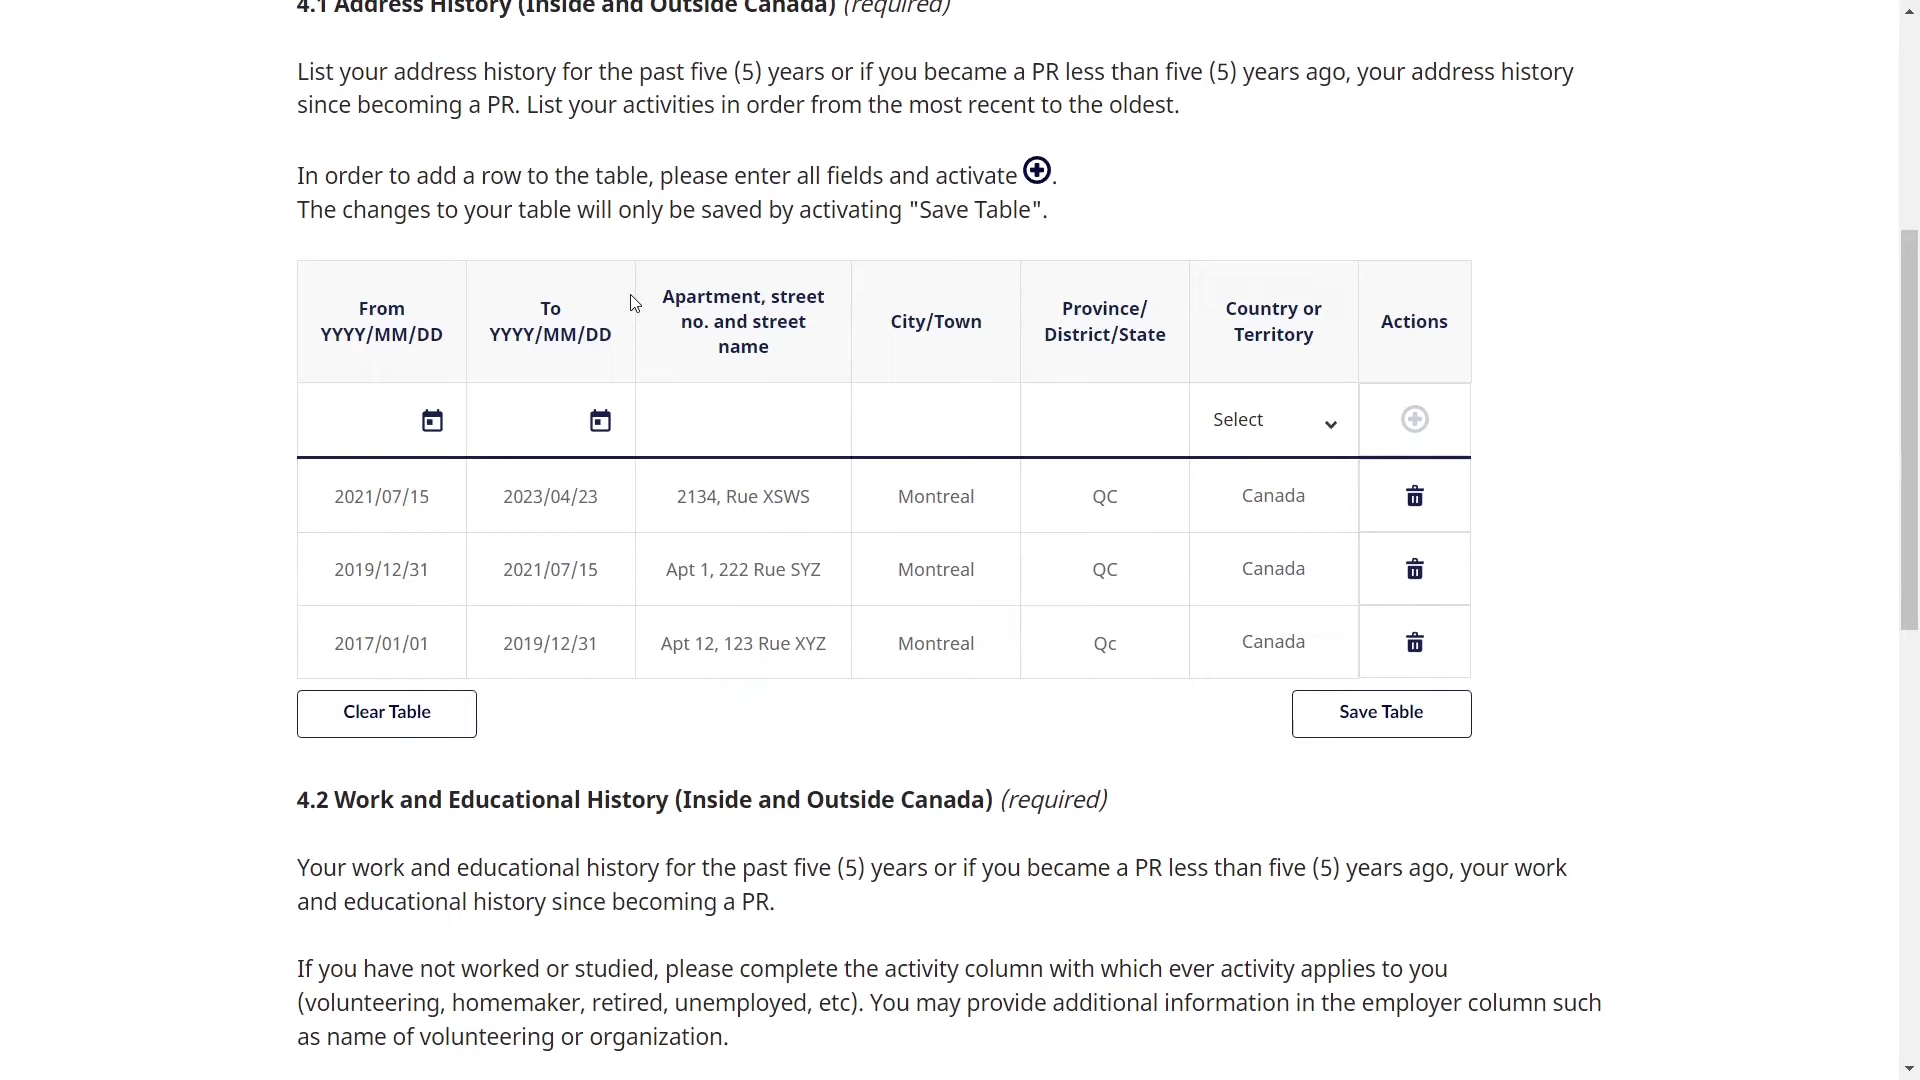 4.1 Address History (Inside and Outside Canada) (required)
List your address history for the past five (5) years or if you became a PR less than five (5) years ago, your address history
since becoming a PR. List your activities in order from the most recent to the oldest.
In order to add a row to the table, please enter all fields and activate .
The changes to your table will only be saved by activating "Save Table".
From
YYYY/MM/DD
To
YYYY/MM/DD
Apartment, street
no. and street
name
City/Town
Province/
District/State
Country or
Territory
Actions
Select
2021/07/15 2023/04/23 2134, Rue XSWS Montreal QC Canada
2019/12/31 2021/07/15 Apt 1, 222 Rue SYZ Montreal QC Canada
2017/01/01 2019/12/31 Apt 12, 123 Rue XYZ Montreal Qc Canada
Clear Table Save Table
4.2 Work and Educational History (Inside and Outside Canada) (required)
Your work and educational history for the past five (5) years or if you became a PR less than five (5) years ago, your work
and educational history since becoming a PR.
If you have not worked or studied, please complete the activity column with which ever activity applies to you
(volunteering, homemaker, retired, unemployed, etc). You may provide additional information in the employer column such
as name of volunteering or organization.